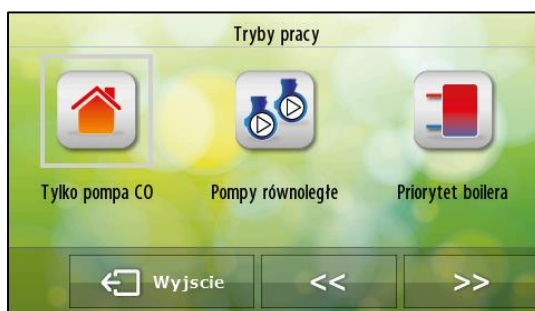 Tryby pracy
Tylko pompa CO
Pompy równoległe
Priorytet boilera
Wyjscie
<<
>>